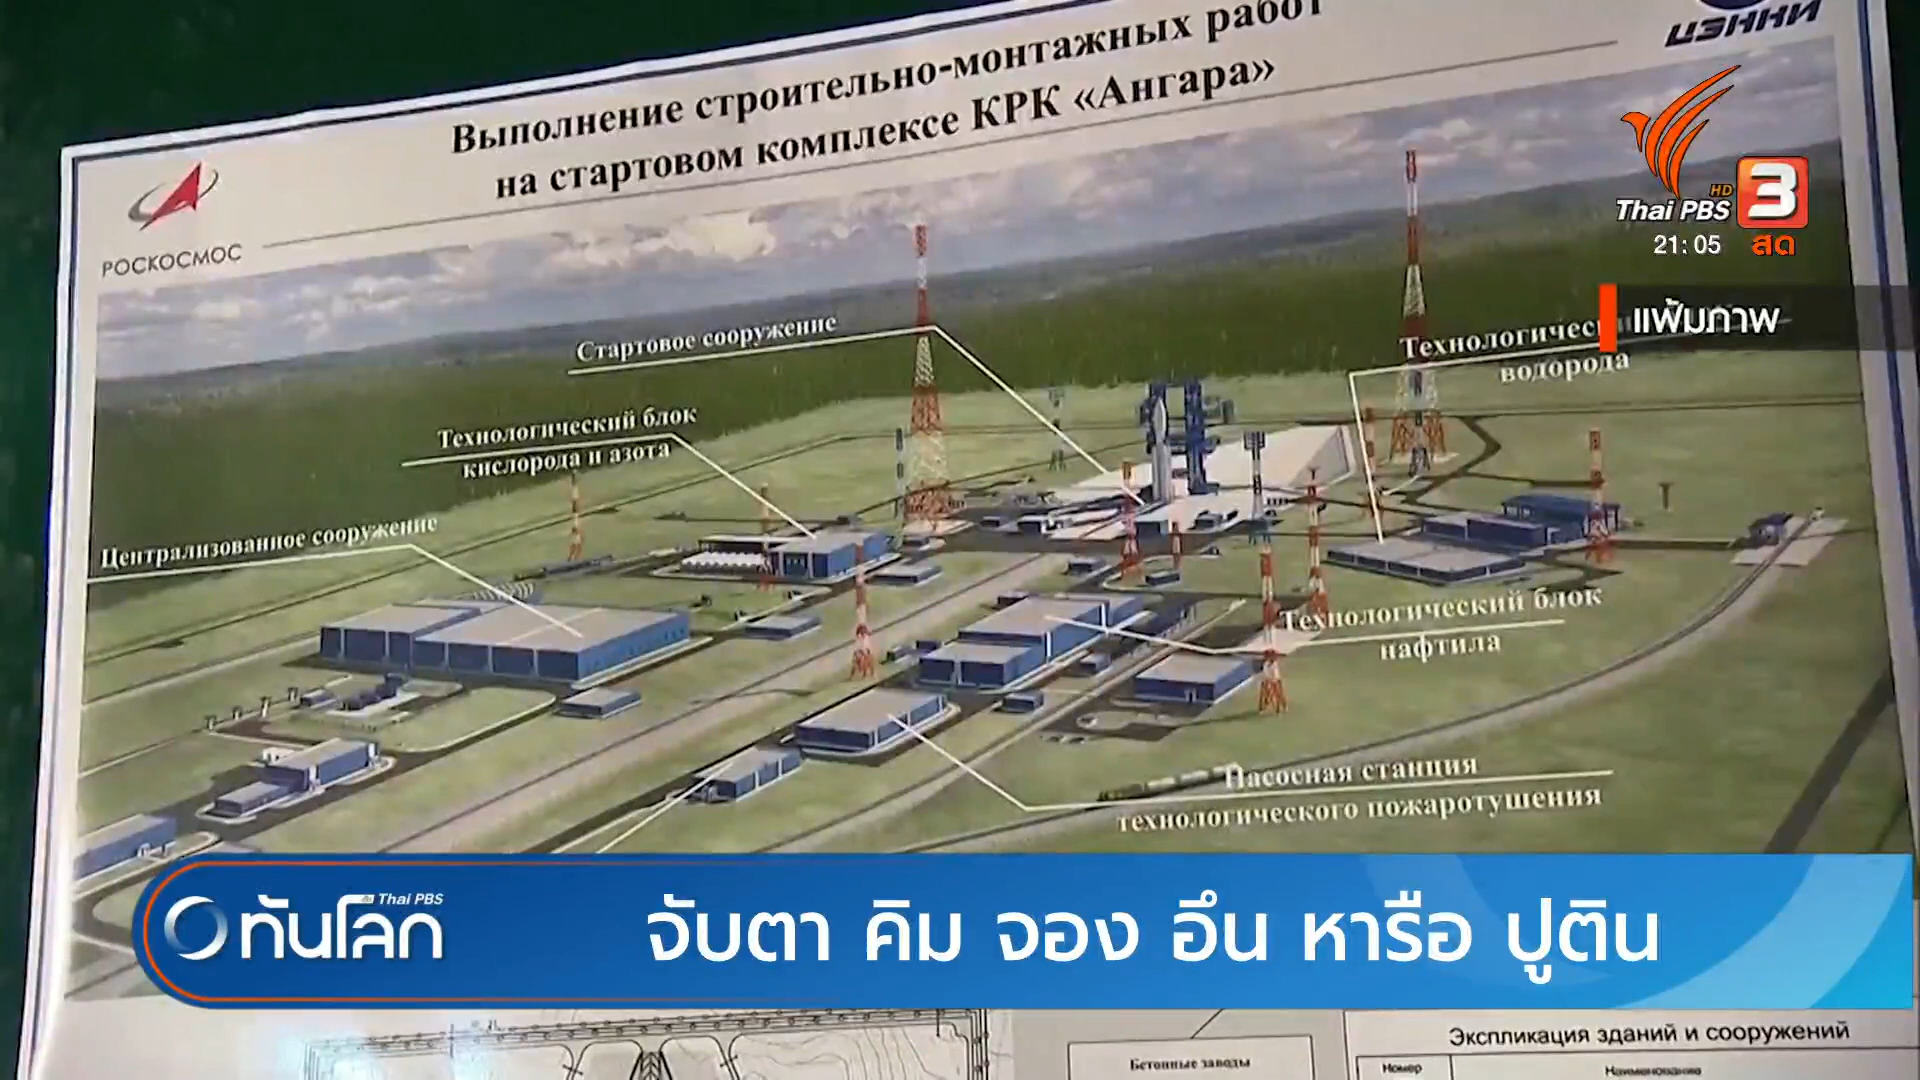 Выполнение строительно-монтажных работ
на стартовом комплексе КРК «Ангара»
ЦЭННИ
РОСКОСМОС
HD
Thai PBS 3
21:05 สด
แฟ้มภาพ
Стартовое сооружение
Технологический блок
кислорода и азота
Централизованное сооружение
водорода
Технологический блок
нафтила
Насосная станция
технологического пожаротушения
Thai PBS
ทันโลก
จับตา คิม จอง อึน หารือ ปูติน
Экспликация зданий и сооружений
Бетонные заводы
Номер
Наименование